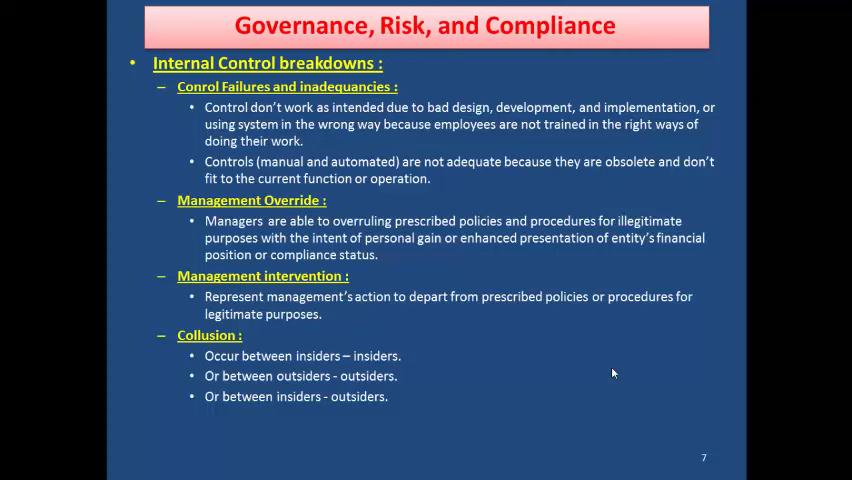 Governance, Risk, and Compliance
• Internal Control breakdowns :
– Conrol Failures and inadequancies :
• Control don't work as intended due to bad design, development, and implementation, or
using system in the wrong way because employees are not trained in the right ways of
doing their work.
• Controls (manual and automated) are not adequate because they are obsolete and don't
fit to the current function or operation.
– Management Override :
• Managers are able to overruling prescribed policies and procedures for illegitimate
purposes with the intent of personal gain or enhanced presentation of entity's financial
position or compliance status.
– Management intervention :
• Represent management's action to depart from prescribed policies or procedures for
legitimate purposes.
– Collusion :
• Occur between insiders – insiders.
• Or between outsiders - outsiders.
• Or between insiders - outsiders.
7